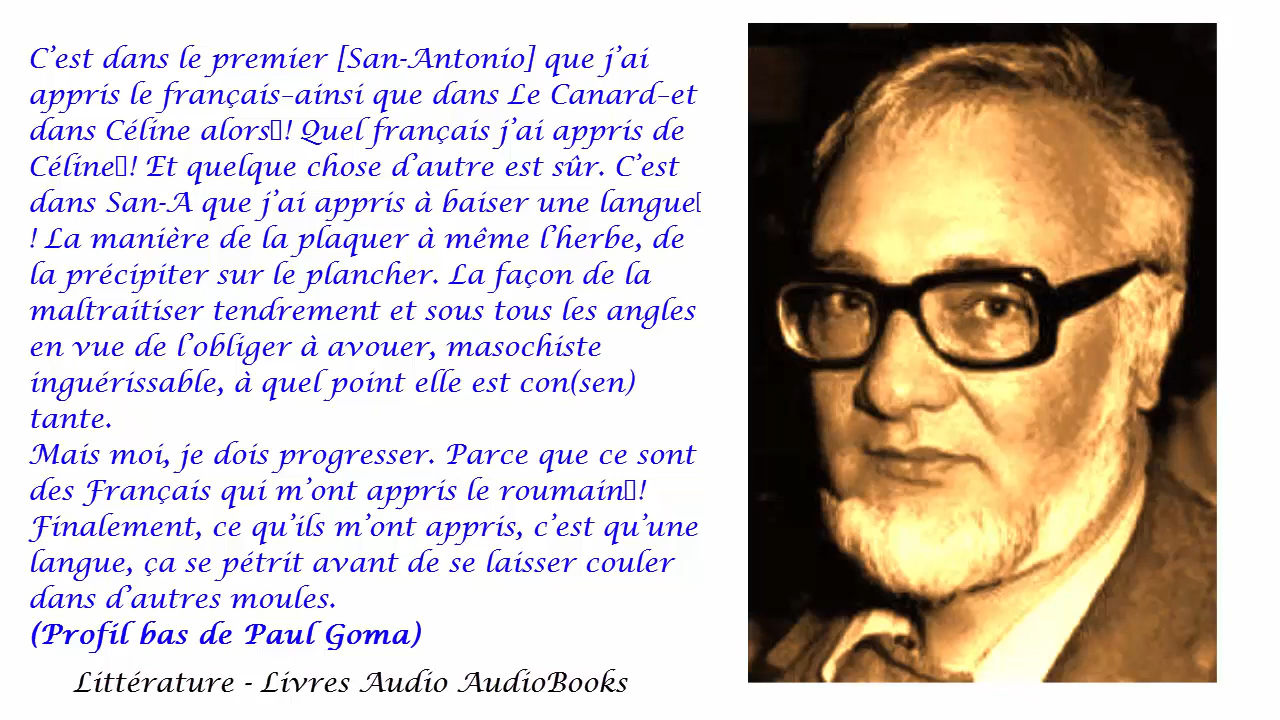 C’est dans le premier [San-Antonio] que j’ai
appris le français–ainsi que dans Le Canard–et
dans Céline alors▯! Quel français j’ai appris de
Céline▯! Et quelque chose d’autre est sûr. C’est
dans San-A que j’ai appris à baiser une langue▯
! La manière de la plaquer à même l’herbe, de
la précipiter sur le plancher. La façon de la
maltraitiser tendrement et sous tous les angles
en vue de l’obliger à avouer, masochiste
inguérissable, à quel point elle est con(sen)
tante.
Mais moi, je dois progresser. Parce que ce sont
des Français qui m’ont appris le roumain▯!
Finalement, ce qu’ils m’ont appris, c’est qu’une
langue, ça se pétrit avant de se laisser couler
dans d’autres moules.
(Profil bas de Paul Goma)
Littérature - Livres Audio AudioBooks